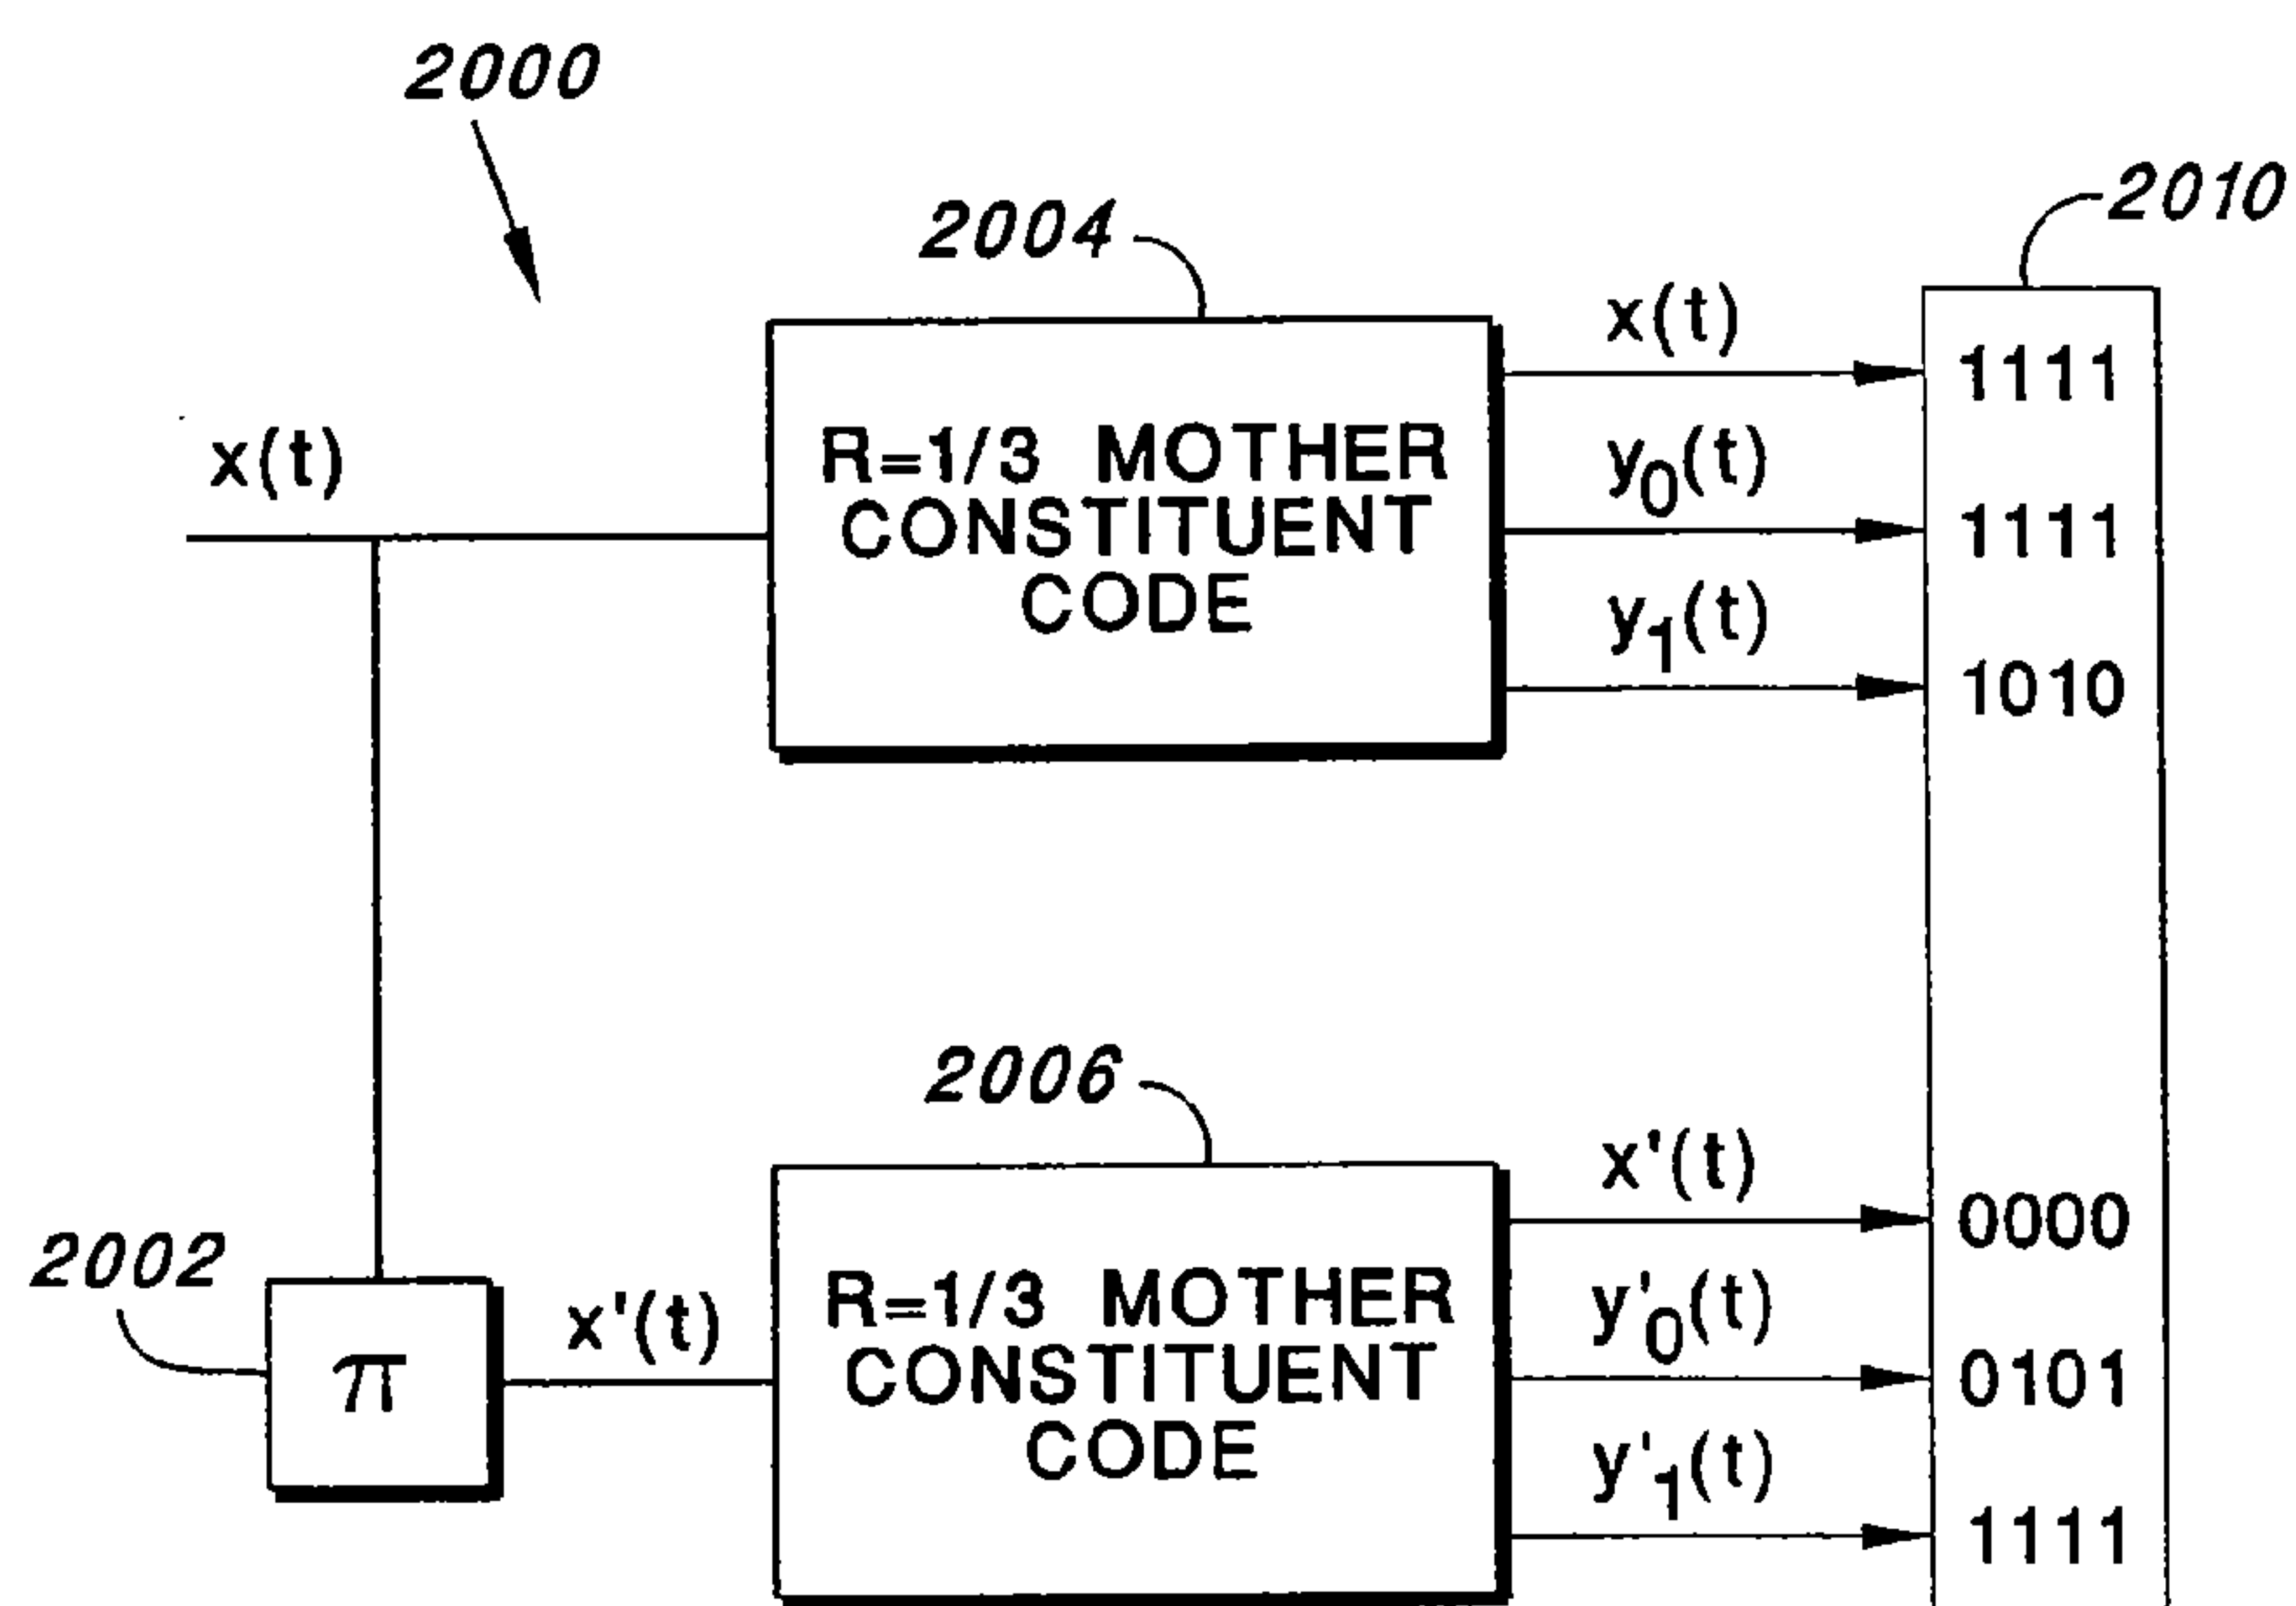 2000
2010
2004
x(t)
1111
x(t)
R=1/3 MOTHER
CONSTITUENT
CODE
y0(t)
1111
y1(t)
1010
2006
x'(t)
0000
2002
π
x'(t)
R=1/3 MOTHER
CONSTITUENT
CODE
y'0(t)
0101
y'1(t)
1111